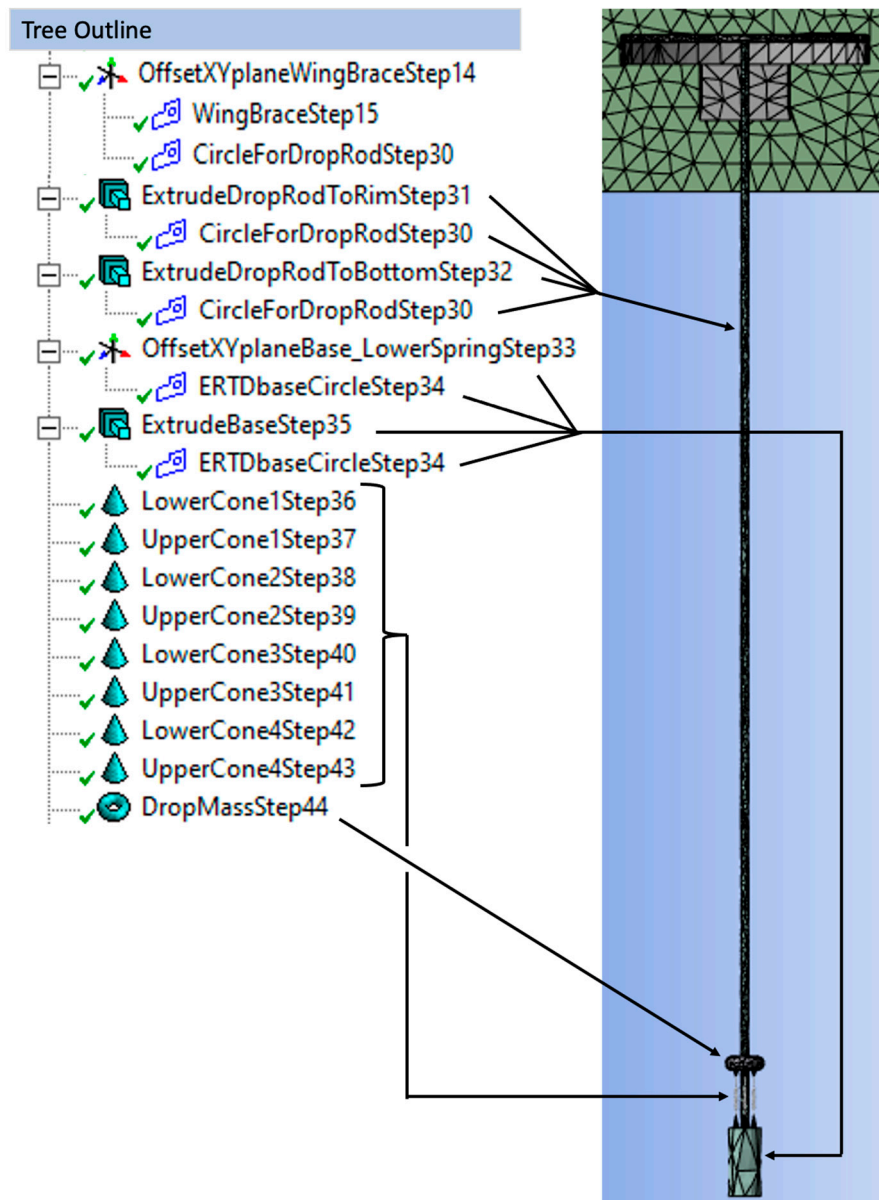 Tree Outline
OffsetXYplaneWingBraceStep14
WingBraceStep15
CircleForDropRodStep30
ExtrudeDropRodToRimStep31
CircleForDropRodStep30
ExtrudeDropRodToBottomStep32
CircleForDropRodStep30
OffsetXYplaneBase_LowerSpringStep33
ERTDbaseCircleStep34
ExtrudeBaseStep35
ERTDbaseCircleStep34
LowerCone1Step36
UpperCone1Step37
LowerCone2Step38
UpperCone2Step39
LowerCone3Step40
UpperCone3Step41
LowerCone4Step42
UpperCone4Step43
DropMassStep44